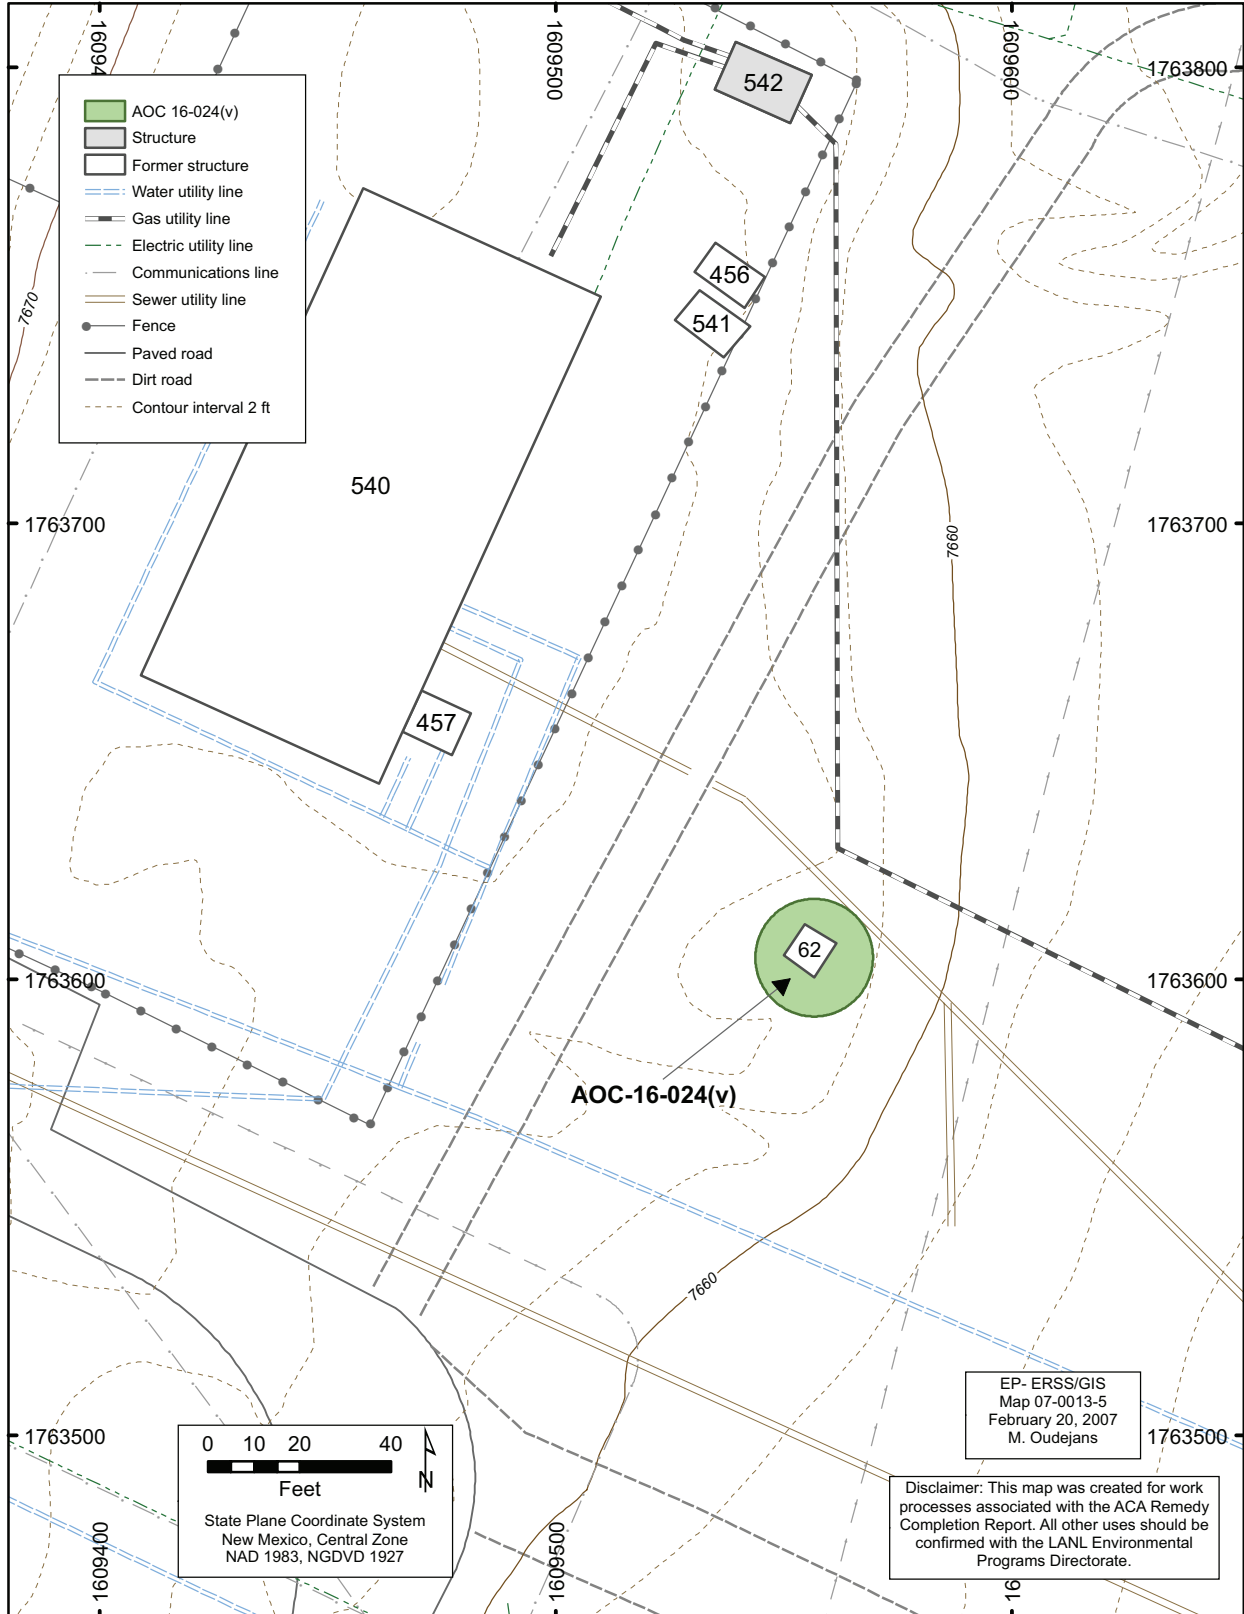 16094
1609500
1609600
1763800
1763800
542
AOC 16-024(v)
Structure
Former structure
Water utility line
Gas utility line
Electric utility line
Communications line
Sewer utility line
Fence
Paved road
Dirt road
Contour interval 2 ft
7670
456
541
540
1763700
1763700
7660
457
62
1763600
1763600
AOC-16-024(v)
7660
EP- ERSS/GIS
Map 07-0013-5
February 20, 2007
M. Oudejans
1763500
1763500
0 10 20 40
Feet
N
State Plane Coordinate System
New Mexico, Central Zone
NAD 1983, NGDVD 1927
Disclaimer: This map was created for work
processes associated with the ACA Remedy
Completion Report. All other uses should be
confirmed with the LANL Environmental
Programs Directorate.
1609400
1609500